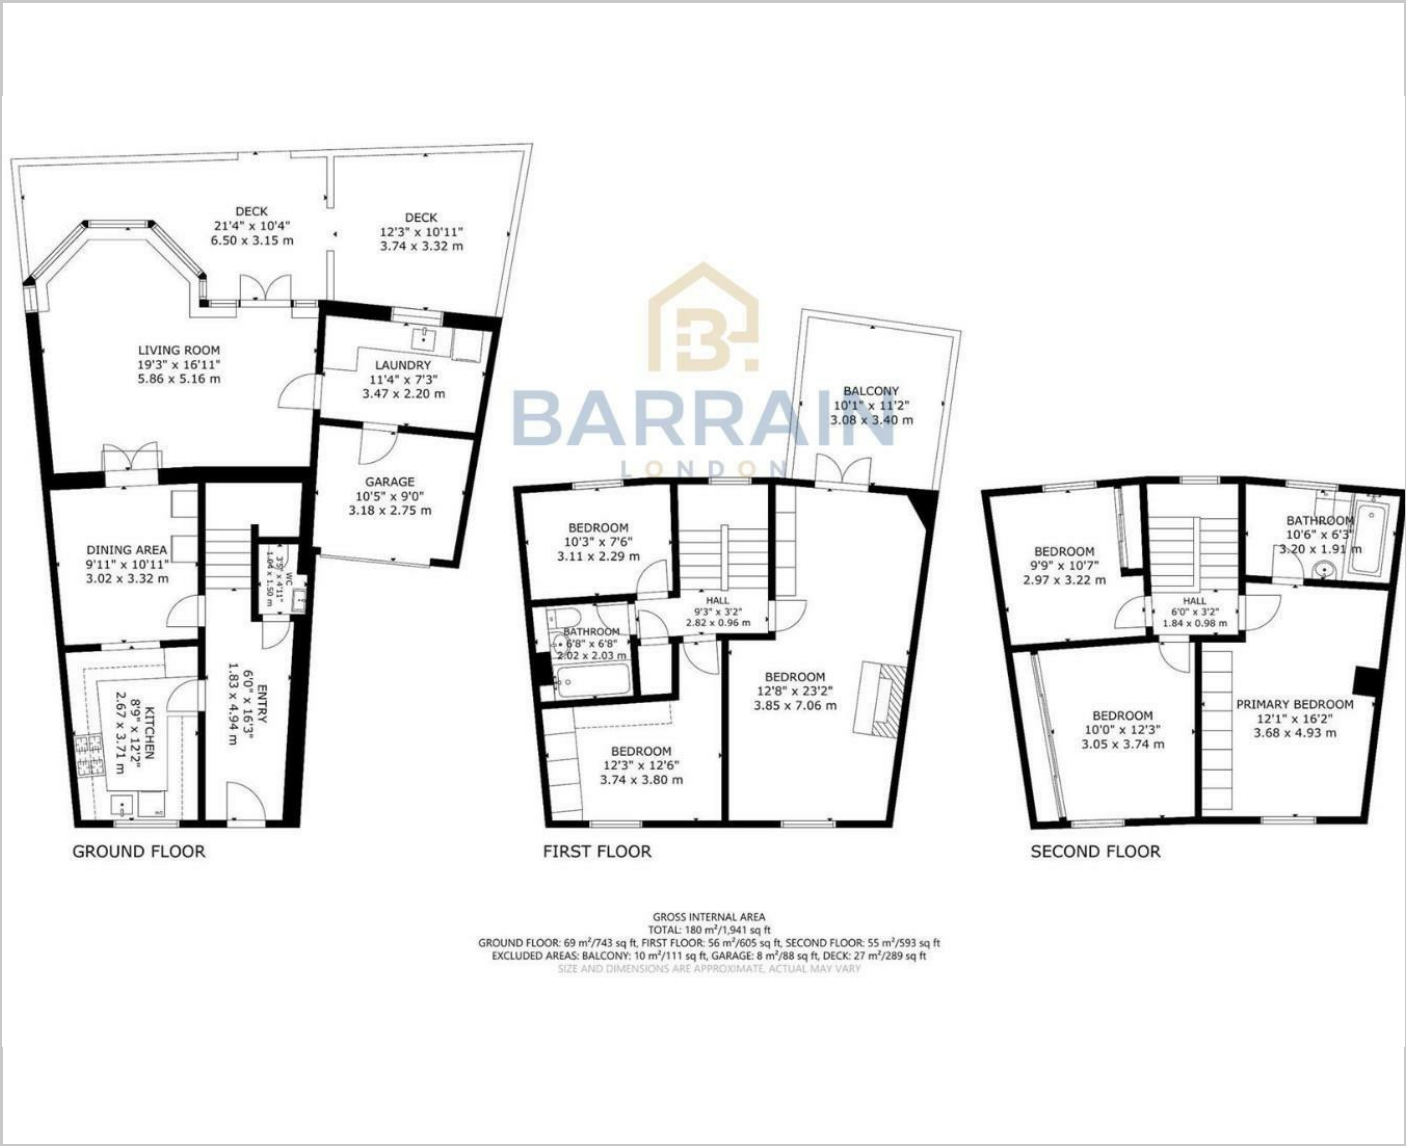 DECK
21'4" x 10'4"
6.50 x 3.15 m
DECK
12'3" x 10'11"
3.74 x 3.32 m
LIVING ROOM
19'3" x 16'11"
5.86 x 5.16 m
LAUNDRY
11'4" x 7'3"
3.47 x 2.20 m
GARAGE
10'5" x 9'0"
3.18 x 2.75 m
DINING AREA
9'11" x 10'11"
3.02 x 3.32 m
WC
3'5" x 4'11"
1.04 x 1.50 m
ENTRY
6'0" x 16'3"
1.83 x 4.94 m
KITCHEN
8'9" x 12'2"
2.67 x 3.71 m
GROUND FLOOR
B
BARRAIN
LONDON
BALCONY
10'1" x 11'2"
3.08 x 3.40 m
BEDROOM
10'3" x 7'6"
3.11 x 2.29 m
HALL
9'3" x 3'2"
2.82 x 0.96 m
BATHROOM
6'8" x 6'8"
2.02 x 2.03 m
BEDROOM
12'8" x 23'2"
3.85 x 7.06 m
BEDROOM
12'3" x 12'6"
3.74 x 3.80 m
FIRST FLOOR
BATHROOM
10'6" x 6'3"
3.20 x 1.91 m
BEDROOM
9'9" x 10'7"
2.97 x 3.22 m
HALL
6'0" x 3'2"
1.84 x 0.98 m
PRIMARY BEDROOM
12'1" x 16'2"
3.68 x 4.93 m
BEDROOM
10'0" x 12'3"
3.05 x 3.74 m
SECOND FLOOR
GROSS INTERNAL AREA
TOTAL: 180 m²/1,941 sq ft
GROUND FLOOR: 69 m²/743 sq ft, FIRST FLOOR: 56 m²/605 sq ft, SECOND FLOOR: 55 m²/593 sq ft
EXCLUDED AREAS: BALCONY: 10 m²/111 sq ft, GARAGE: 8 m²/88 sq ft, DECK: 27 m²/289 sq ft
SIZE AND DIMENSIONS ARE APPROXIMATE, ACTUAL MAY VARY